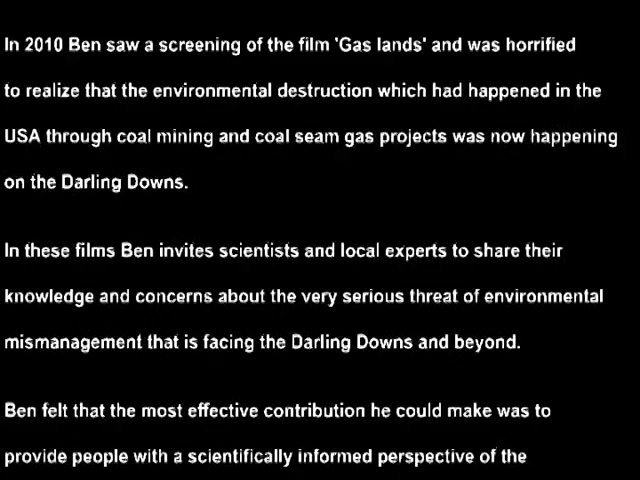 In 2010 Ben saw a screening of the film 'Gas lands' and was horrified
to realize that the environmental destruction which had happened in the
USA through coal mining and coal seam gas projects was now happening
on the Darling Downs.
In these films Ben invites scientists and local experts to share their
knowledge and concerns about the very serious threat of environmental
mismanagement that is facing the Darling Downs and beyond.
Ben felt that the most effective contribution he could make was to
provide people with a scientifically informed perspective of the